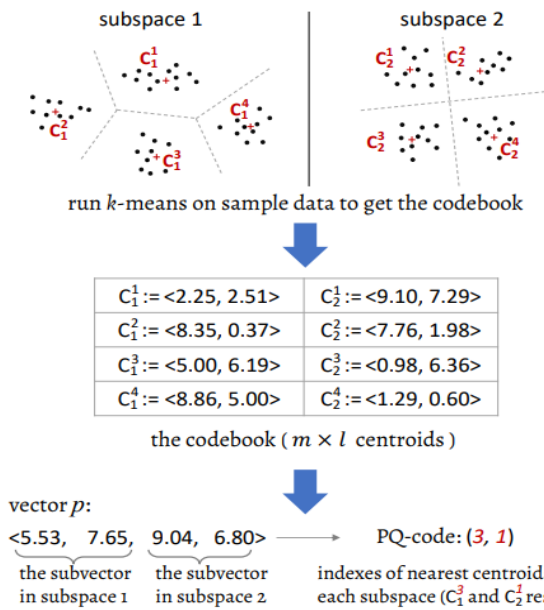 subspace 1 subspace 2
C₁¹ C₂¹ C₂²
C₁² C₁⁴
C₁³ C₂³ C₂⁴
run k-means on sample data to get the codebook
C₁¹:= <2.25, 2.51> C₂¹:= <9.10, 7.29>
C₁²:= <8.35, 0.37> C₂²:= <7.76, 1.98>
C₁³:= <5.00, 6.19> C₂³:= <0.98, 6.36>
C₁⁴:= <8.86, 5.00> C₂⁴:= <1.29, 0.60>
the codebook ( m × l centroids )
vector p:
<5.53, 7.65, 9.04, 6.80> PQ-code: (3, 1)
the subvector the subvector indexes of nearest centroid
in subspace 1 in subspace 2 each subspace (C₁³ and C₂¹ res